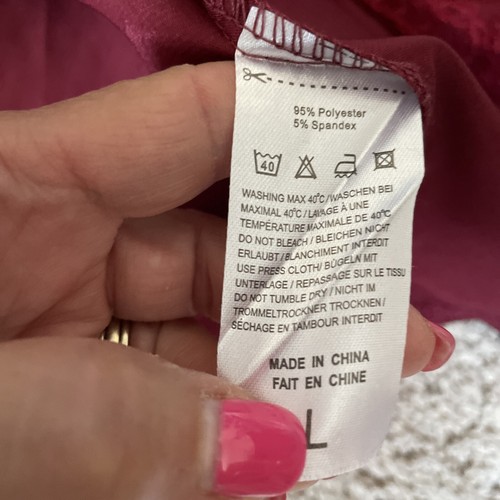 95% Polyester
5% Spandex
40
WASHING MAX 40°C/WASCHEN BEI
MAXIMAL 40°C/LAVAGE À UNE
TEMPÉRATURE MAXIMALE DE 40°C
DO NOT BLEACH/BLEICHEN NICHT
ERLAUBT/BLANCHIMENT INTERDIT
USE PRESS CLOTH/BÜGELN MIT
UNTERLAGE/REPASSAGE SUR LE TISSU
DO NOT TUMBLE DRY/NICHT IM
TROMMELTROCKNER TROCKNEN/
SÉCHAGE EN TAMBOUR INTERDIT
MADE IN CHINA
FAIT EN CHINE
L